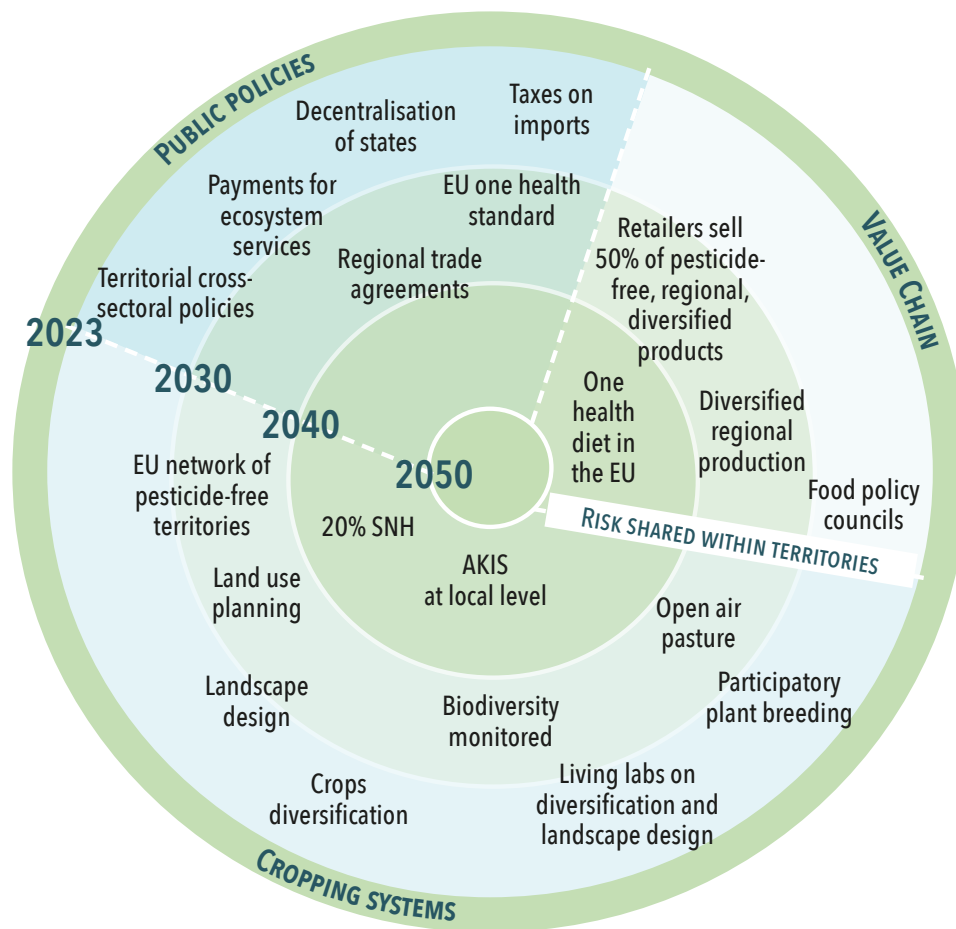 PUBLIC POLICIES
Decentralisation
of states
Taxes on
imports
Payments for
ecosystem
services
EU one health
standard
Territorial cross-
sectoral policies
Regional trade
agreements
VALUE CHAIN
Retailers sell
50% of pesticide-
free, regional,
diversified
products
One
health
diet in
the EU
Diversified
regional
production
Food policy
councils
2023
2030
2040
2050
RISK SHARED WITHIN TERRITORIES
EU network of
pesticide-free
territories
20% SNH
AKIS
at local level
Land use
planning
Open air
pasture
Landscape
design
Biodiversity
monitored
Participatory
plant breeding
Crops
diversification
Living labs on
diversification and
landscape design
CROPPING SYSTEMS